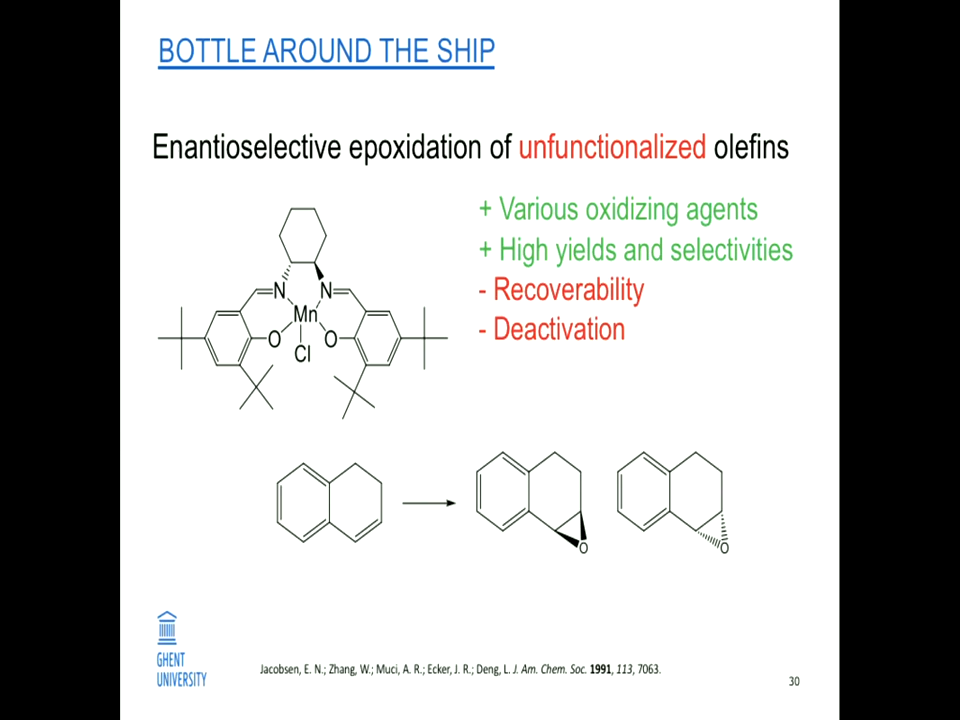 BOTTLE AROUND THE SHIP
Enantioselective epoxidation of unfunctionalized olefins
+ Various oxidizing agents
+ High yields and selectivities
- Recoverability
- Deactivation
N
N
Mn
O
O
Cl
O
O
GHENT
UNIVERSITY
Jacobsen, E. N.; Zhang, W.; Muci, A. R.; Ecker, J. R.; Deng, L. J. Am. Chem. Soc. 1991, 113, 7063.
30